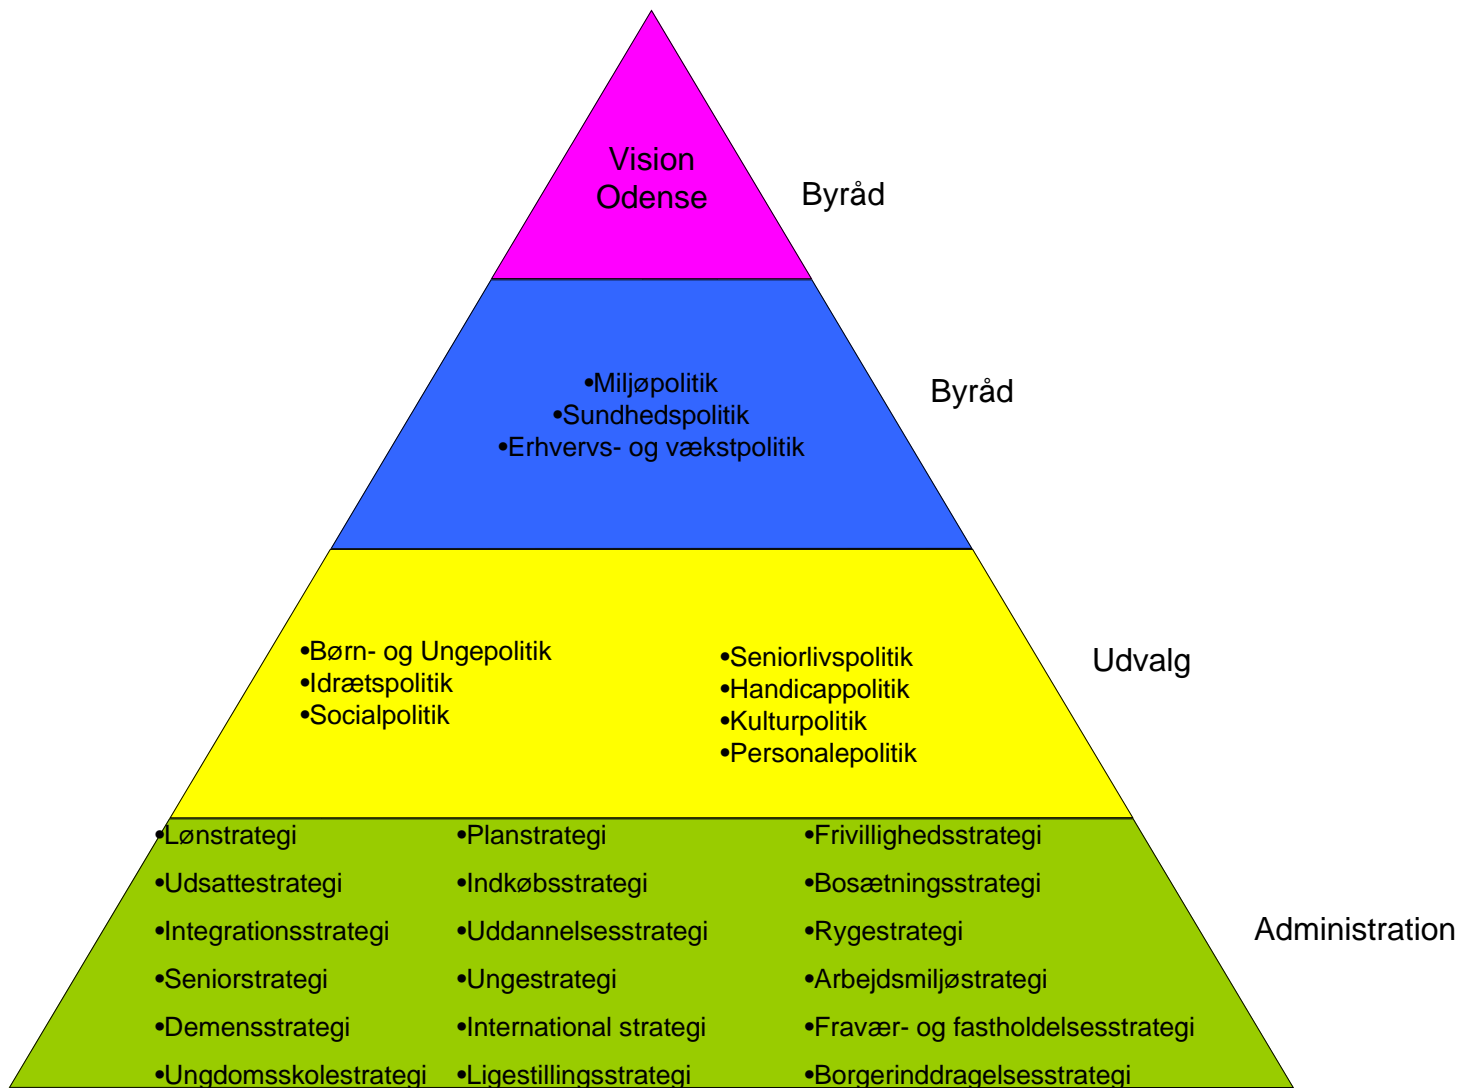 Vision
Odense
Byråd
•Miljøpolitik
•Sundhedspolitik
•Erhvervs- og vækstpolitik
Byråd
•Børn- og Ungepolitik
•Idrætspolitik
•Socialpolitik
•Seniorlivspolitik
•Handicappolitik
•Kulturpolitik
•Personalepolitik
Udvalg
•Lønstrategi
•Udsattestrategi
•Integrationsstrategi
•Seniorstrategi
•Demensstrategi
•Ungdomsskolestrategi
•Planstrategi
•Indkøbsstrategi
•Uddannelsesstrategi
•Ungestrategi
•International strategi
•Ligestillingsstrategi
•Frivillighedsstrategi
•Bosætningsstrategi
•Rygestrategi
•Arbejdsmiljøstrategi
•Fravær- og fastholdelsesstrategi
•Borgerinddragelsesstrategi
Administration